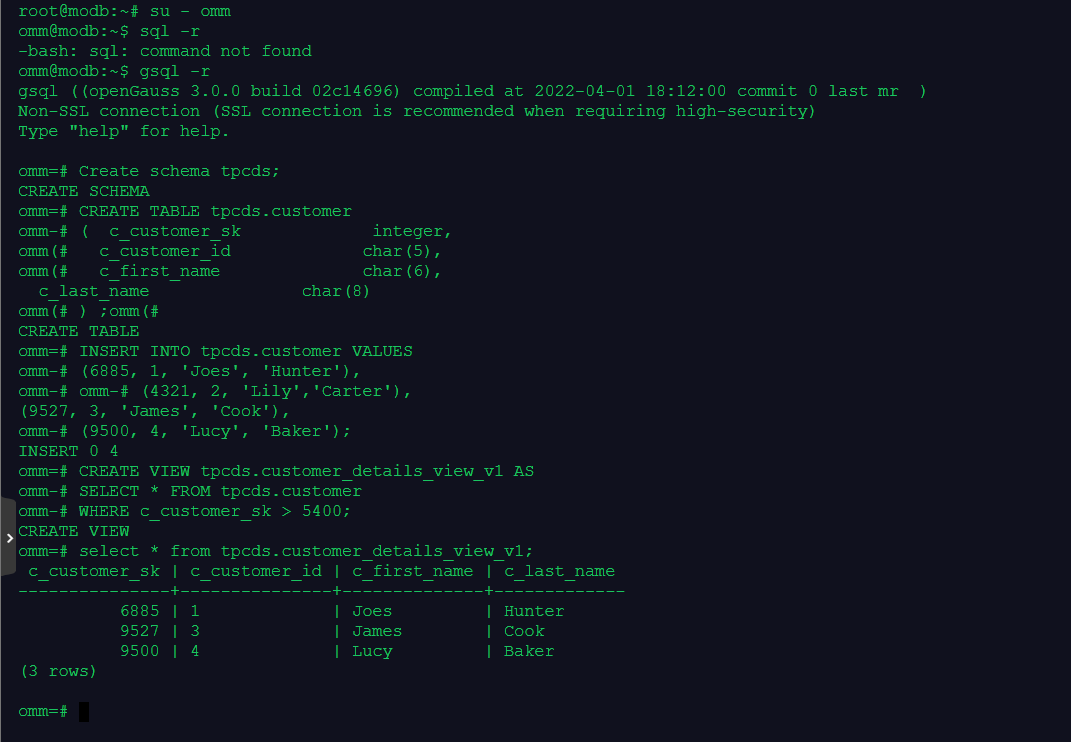 root@modb:~# su - omm
omm@modb:~$ sql -r
-bash: sql: command not found
omm@modb:~$ gsql -r
gsql ((openGauss 3.0.0 build 02c14696) compiled at 2022-04-01 18:12:00 commit 0 last mr  )
Non-SSL connection (SSL connection is recommended when requiring high-security)
Type "help" for help.

omm=# Create schema tpcds;
CREATE SCHEMA
omm=# CREATE TABLE tpcds.customer
omm-# (  c_customer_sk             integer,
omm(#   c_customer_id             char(5),
omm(#   c_first_name              char(6),
  c_last_name               char(8)
omm(# ) ;omm(#
CREATE TABLE
omm=# INSERT INTO tpcds.customer VALUES
omm-# (6885, 1, 'Joes', 'Hunter'),
omm-# omm-# (4321, 2, 'Lily','Carter'),
(9527, 3, 'James', 'Cook'),
omm-# (9500, 4, 'Lucy', 'Baker');
INSERT 0 4
omm=# CREATE VIEW tpcds.customer_details_view_v1 AS
omm-# SELECT * FROM tpcds.customer
omm-# WHERE c_customer_sk > 5400;
CREATE VIEW
omm=# select * from tpcds.customer_details_view_v1;
 c_customer_sk | c_customer_id | c_first_name | c_last_name
---------------+---------------+--------------+-------------
          6885 | 1             | Joes         | Hunter
          9527 | 3             | James        | Cook
          9500 | 4             | Lucy         | Baker
(3 rows)

omm=#